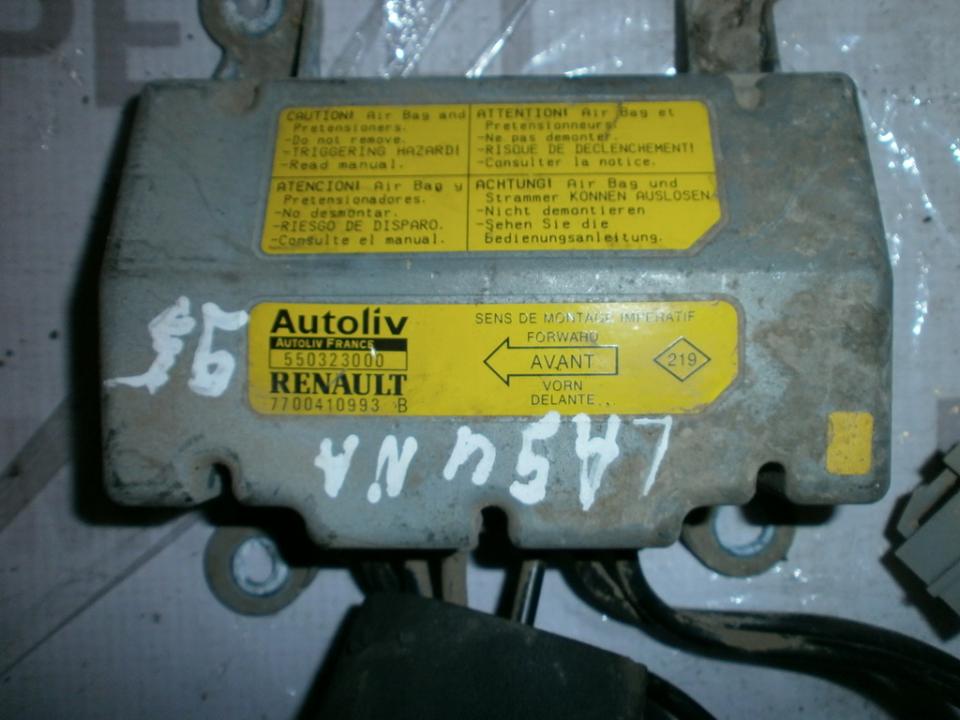 CAUTION! Air Bag and
Pretensioners.
-Do not remove.
-TRIGGERING HAZARD!
-Read manual.
ATTENTION! Air Bag et
Pretensionneurs.
-Ne pas demonter.
-RISQUE DE DECLENCHEMENT!
-Consulter la notice.
ATENCION! Air Bag y
Pretensionadores.
-No desmontar.
-RIESGO DE DISPARO.
-Consulte el manual.
ACHTUNG! Air Bag und
Strammer KÖNNEN AUSLOSEN
-Nicht demontieren
-Sehen Sie die
bedienungsanleitung.
Autoliv
AUTOLIV FRANCE
550323000
RENAULT
7700410993 B
SENS DE MONTAGE IMPERATIF
FORWARD
AVANT
VORN
DELANTE...
219
LAGUNA